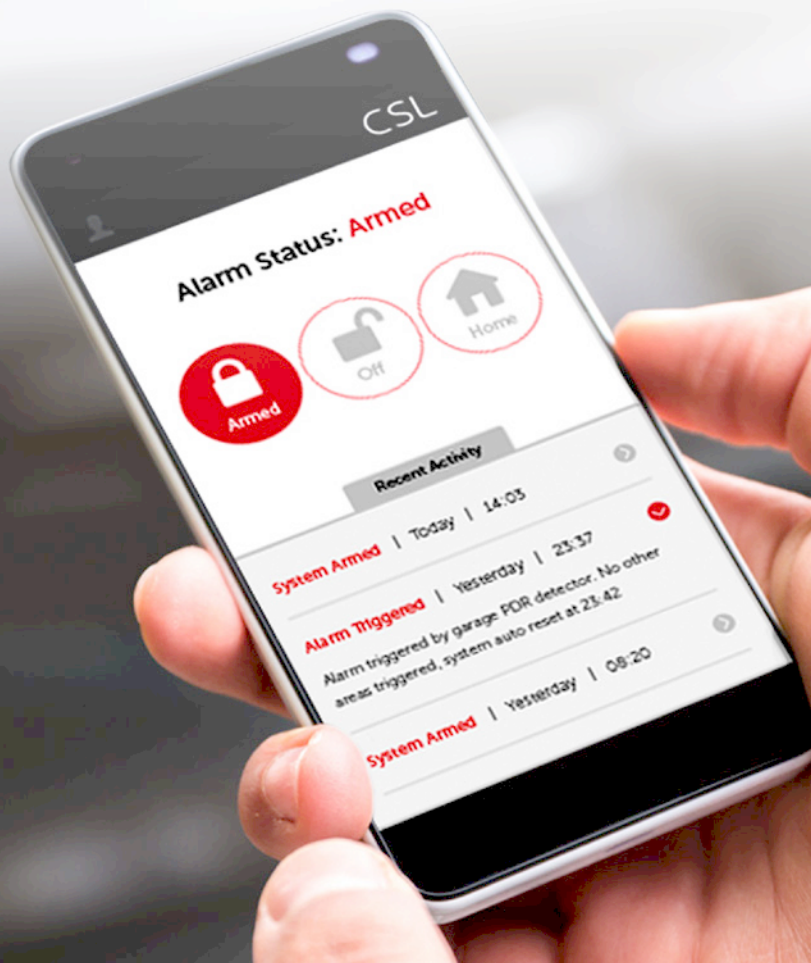 CSL
Alarm Status: Armed
Armed
Off
Home
Recent Activity
System Armed | Today | 14:03
Alarm Triggered | Yesterday | 23:37
Alarm triggered by garage PDR detector. No other
areas triggered, system auto reset at 23:42
System Armed | Yesterday | 08:20